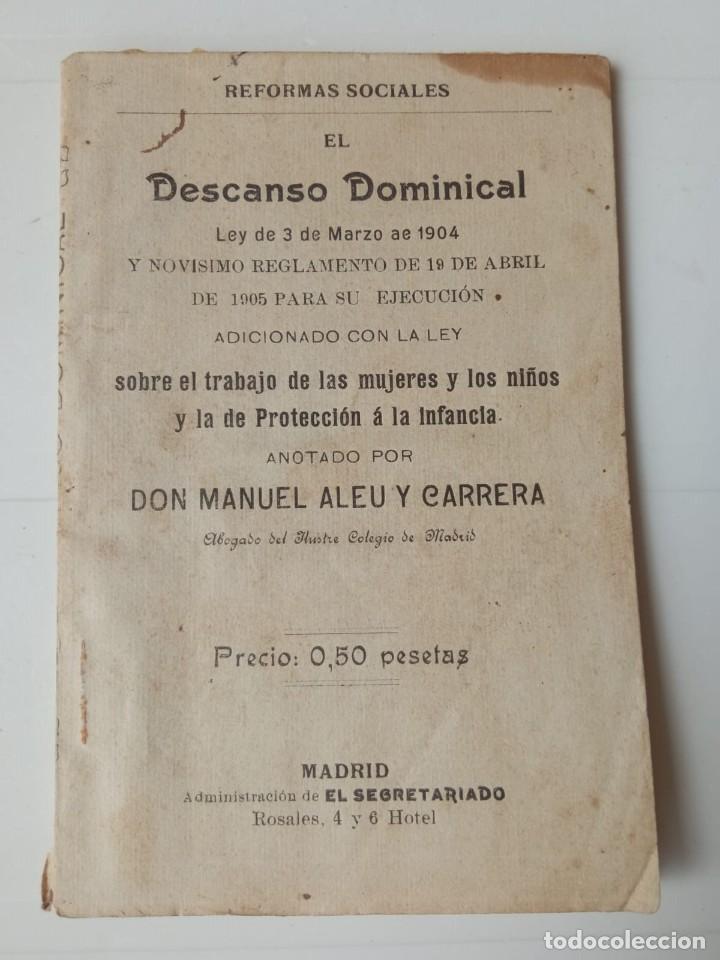 REFORMAS SOCIALES
EL
Descanso Dominical
Ley de 3 de Marzo ae 1904
Y NOVISIMO REGLAMENTO DE 19 DE ABRIL
DE 1905 PARA SU EJECUCIÓN
ADICIONADO CON LA LEY
sobre el trabajo de las mujeres y los niños
y la de Protección á la Infancia
ANOTADO POR
DON MANUEL ALEU Y CARRERA
Abogado del Ilustre Colegio de Madrid
Precio: 0,50 pesetas
MADRID
Administración de EL SEGRETARIADO
Rosales, 4 y 6 Hotel
todocoleccion
todocoleccion.net